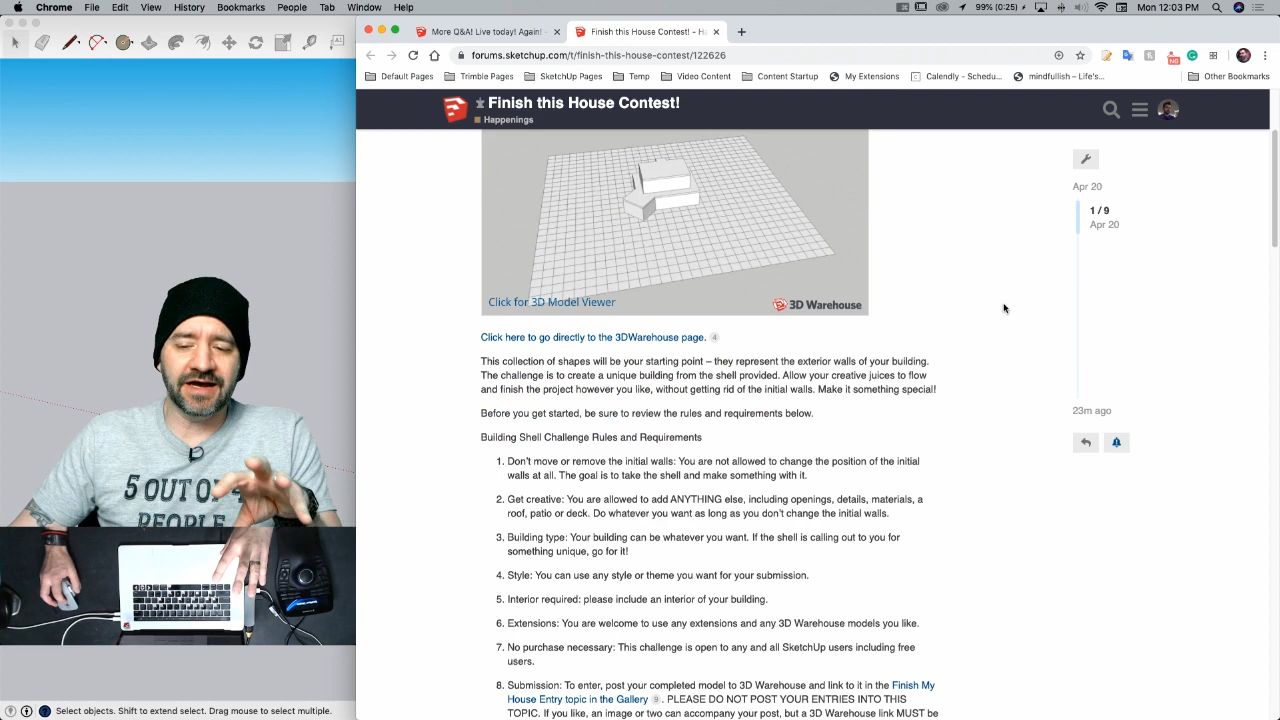 Chrome File Edit View History Bookmarks People Tab Window Help
99% (0:25) Wed Apr 22 12:03 PM
More Q&A! Live today! Again! -
Finish this House Contest! - Ha
forums.sketchup.com/t/finish-this-house-contest/122626
Default Pages Trimble Pages SketchUp Pages Temp Video Content Content Startup My Extensions Calendly - Schedu... mindfullish – Life's... Other Bookmarks
Finish this House Contest!
Happenings
Click for 3D Model Viewer
3D Warehouse
Click here to go directly to the 3DWarehouse page. 4
This collection of shapes will be your starting point – they represent the exterior walls of your building.
The challenge is to create a unique building from the shell provided. Allow your creative juices to flow
and finish the project however you like, without getting rid of the initial walls. Make it something special!
Before you get started, be sure to review the rules and requirements below.
Building Shell Challenge Rules and Requirements
1. Don't move or remove the initial walls: You are not allowed to change the position of the initial
walls at all. The goal is to take the shell and make something with it.
2. Get creative: You are allowed to add ANYTHING else, including openings, details, materials, a
roof, patio or deck. Do whatever you want as long as you don't change the initial walls.
3. Building type: Your building can be whatever you want. If the shell is calling out to you for
something unique, go for it!
4. Style: You can use any style or theme you want for your submission.
5. Interior required: please include an interior of your building.
6. Extensions: You are welcome to use any extensions and any 3D Warehouse models you like.
7. No purchase necessary: This challenge is open to any and all SketchUp users including free
users.
8. Submission: To enter, post your completed model to 3D Warehouse and link to it in the Finish My
House Entry topic in the Gallery 9 . PLEASE DO NOT POST YOUR ENTRIES INTO THIS
TOPIC. If you like, an image or two can accompany your post, but a 3D Warehouse link MUST be
Apr 20
1 / 9
Apr 20
23m ago
5 OUT OF
PEOPLE
Select objects. Shift to extend select. Drag mouse to select multiple.